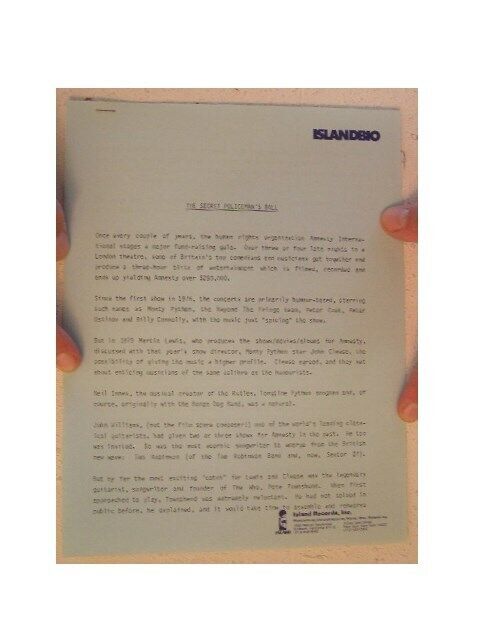 ISLANDBIO
THE SECRET POLICEMAN'S BALL
Once every couple of years, the human rights organization Amnesty Interna-
tional stages a major fund-raising gala. Over three or four late nights in a
London theatre, some of Britain's top comedians and musicians get together and
produce a three-hour blitz of entertainment which is filmed, recorded and
ends up yielding Amnesty over $200,000.
Since the first show in 1976, the concerts are primarily humour-based, starring
such names as Monty Python, the Beyond The Fringe team, Peter Cook, Peter
Ustinov and Billy Connolly, with the music just "spicing" the show.
But in 1979 Martin Lewis, who produces the shows/movies/albums for Amnesty,
discussed with that year's show director, Monty Python star John Cleese, the
possibility of giving the music a higher profile. Cleese agreed, and they set
about enticing musicians of the same calibre as the humourists.
Neil Innes, the musical creator of the Rutles, longtime Python songman and, of
course, originally with the Bonzo Dog Band, was a natural.
John Williams, (not the film score composer!) one of the world's leading clas-
sical guitarists, had given two or three shows for Amnesty in the past. He too
was invited. So was the most potent songwriter to emerge from the British
new wave: Tom Robinson (of the Tom Robinson Band and, now, Sector 27).
But by far the most exciting "catch" for Lewis and Cleese was the legendary
guitarist, songwriter and founder of The Who, Pete Townshend. When first
approached to play, Townshend was extremely reluctant. He had not soloed in
public before, he explained, and it would take time to assemble and rehearse
ISLAND
Island Records, Inc.